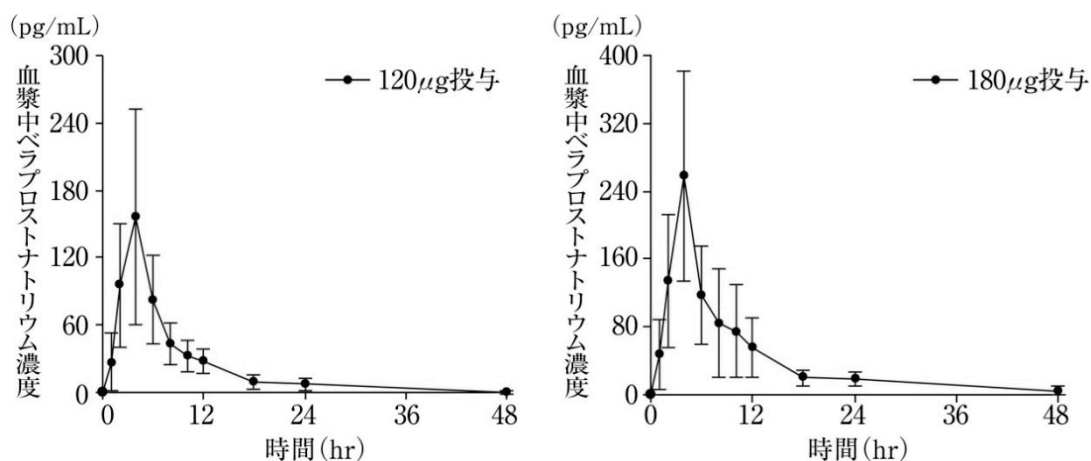 (pg/mL)
300
240
180
120
60
0
血漿中ベラプロストナトリウム濃度
120μg投与
0 12 24 36 48
時間(hr)
(pg/mL)
400
320
240
160
80
0
血漿中ベラプロストナトリウム濃度
180μg投与
0 12 24 36 48
時間(hr)